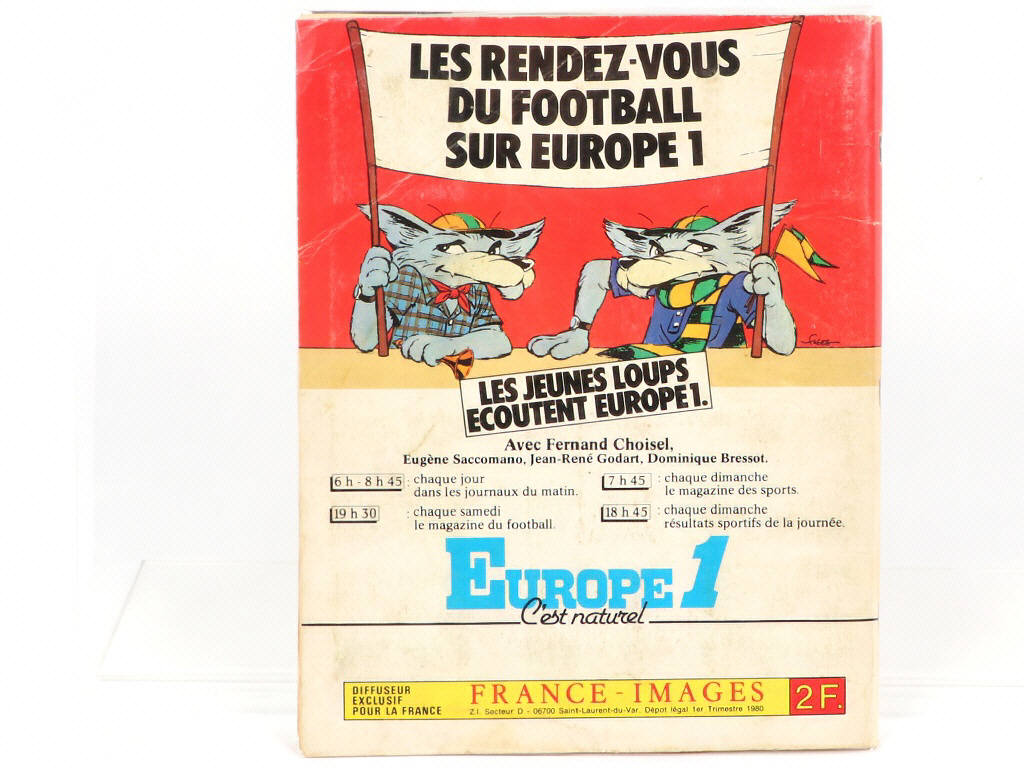 LES RENDEZ-VOUS
DU FOOTBALL
SUR EUROPE 1
LES JEUNES LOUPS
ECOUTENT EUROPE 1.
Avec Fernand Choisel,
Eugène Saccomano, Jean-René Godart, Dominique Bressot.
6 h - 8 h 45 : chaque jour
dans les journaux du matin.
19 h 30 : chaque samedi
le magazine du football.
7 h 45 : chaque dimanche
le magazine des sports.
18 h 45 : chaque dimanche
résultats sportifs de la journée.
EUROPE 1
C'est naturel
DIFFUSEUR
EXCLUSIF
POUR LA FRANCE
FRANCE - IMAGES
Z.I. Secteur D - 06700 Saint-Laurent-du-Var. Dépot légal 1er Trimestre 1980
2 F.